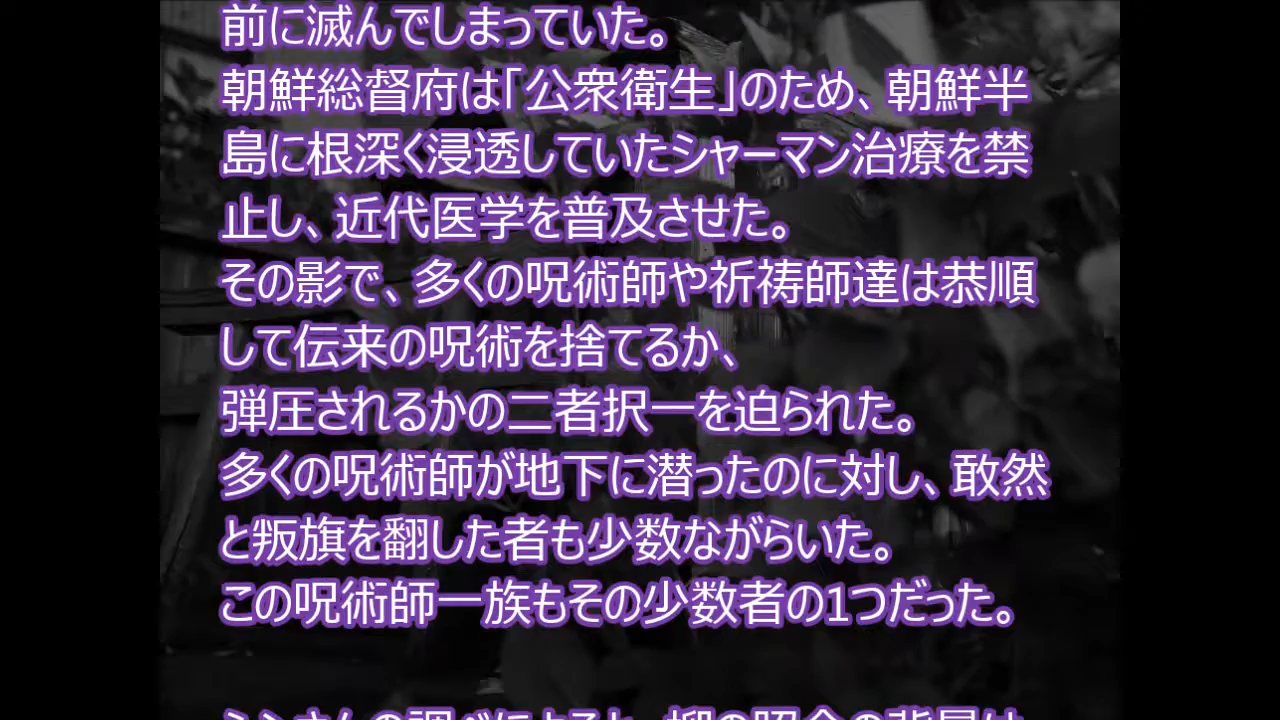 前に滅んでしまっていた。
朝鮮総督府は「公衆衛生」のため、朝鮮半
島に根深く浸透していたシャーマン治療を禁
止し、近代医学を普及させた。
その影で、多くの呪術師や祈祷師達は恭順
して伝来の呪術を捨てるか、
弾圧されるかの二者択一を迫られた。
多くの呪術師が地下に潜ったのに対し、敢然
と叛旗を翻した者も少数ながらいた。
この呪術師一族もその少数者の1つだった。